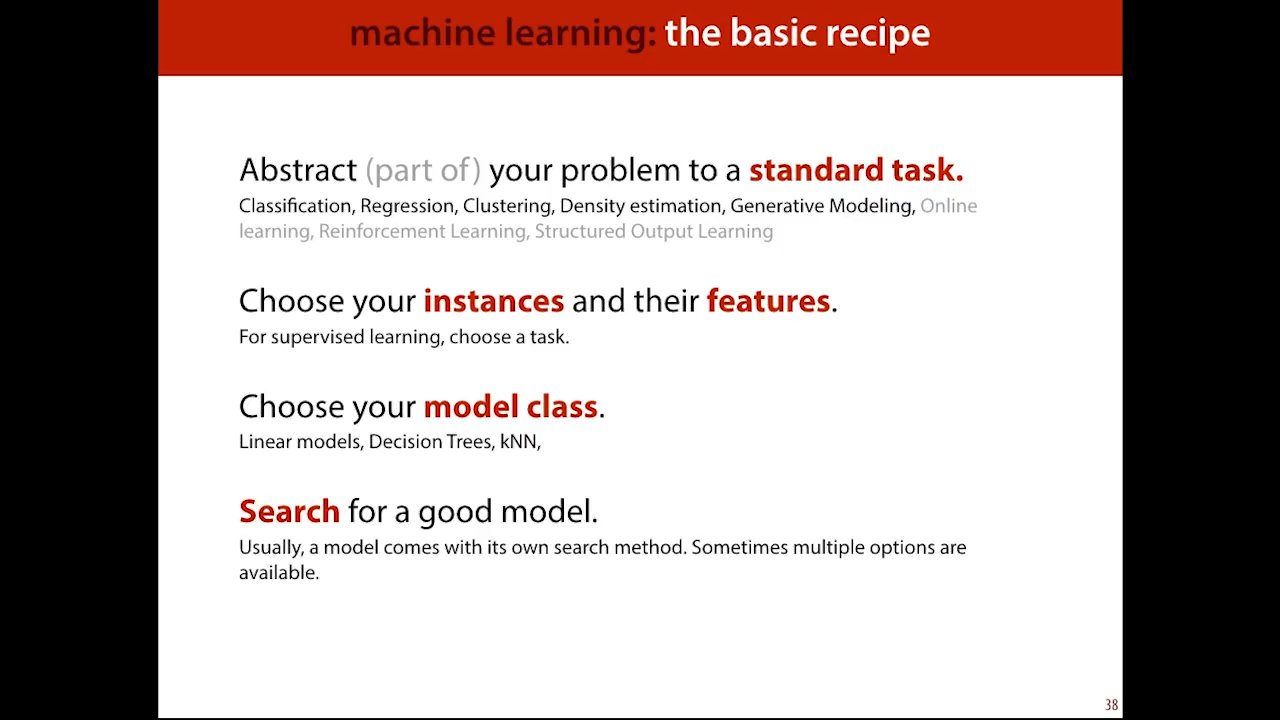 machine learning: the basic recipe
Abstract (part of) your problem to a standard task.
Classification, Regression, Clustering, Density estimation, Generative Modeling, Online
learning, Reinforcement Learning, Structured Output Learning
Choose your instances and their features.
For supervised learning, choose a task.
Choose your model class.
Linear models, Decision Trees, kNN,
Search for a good model.
Usually, a model comes with its own search method. Sometimes multiple options are
available.
38